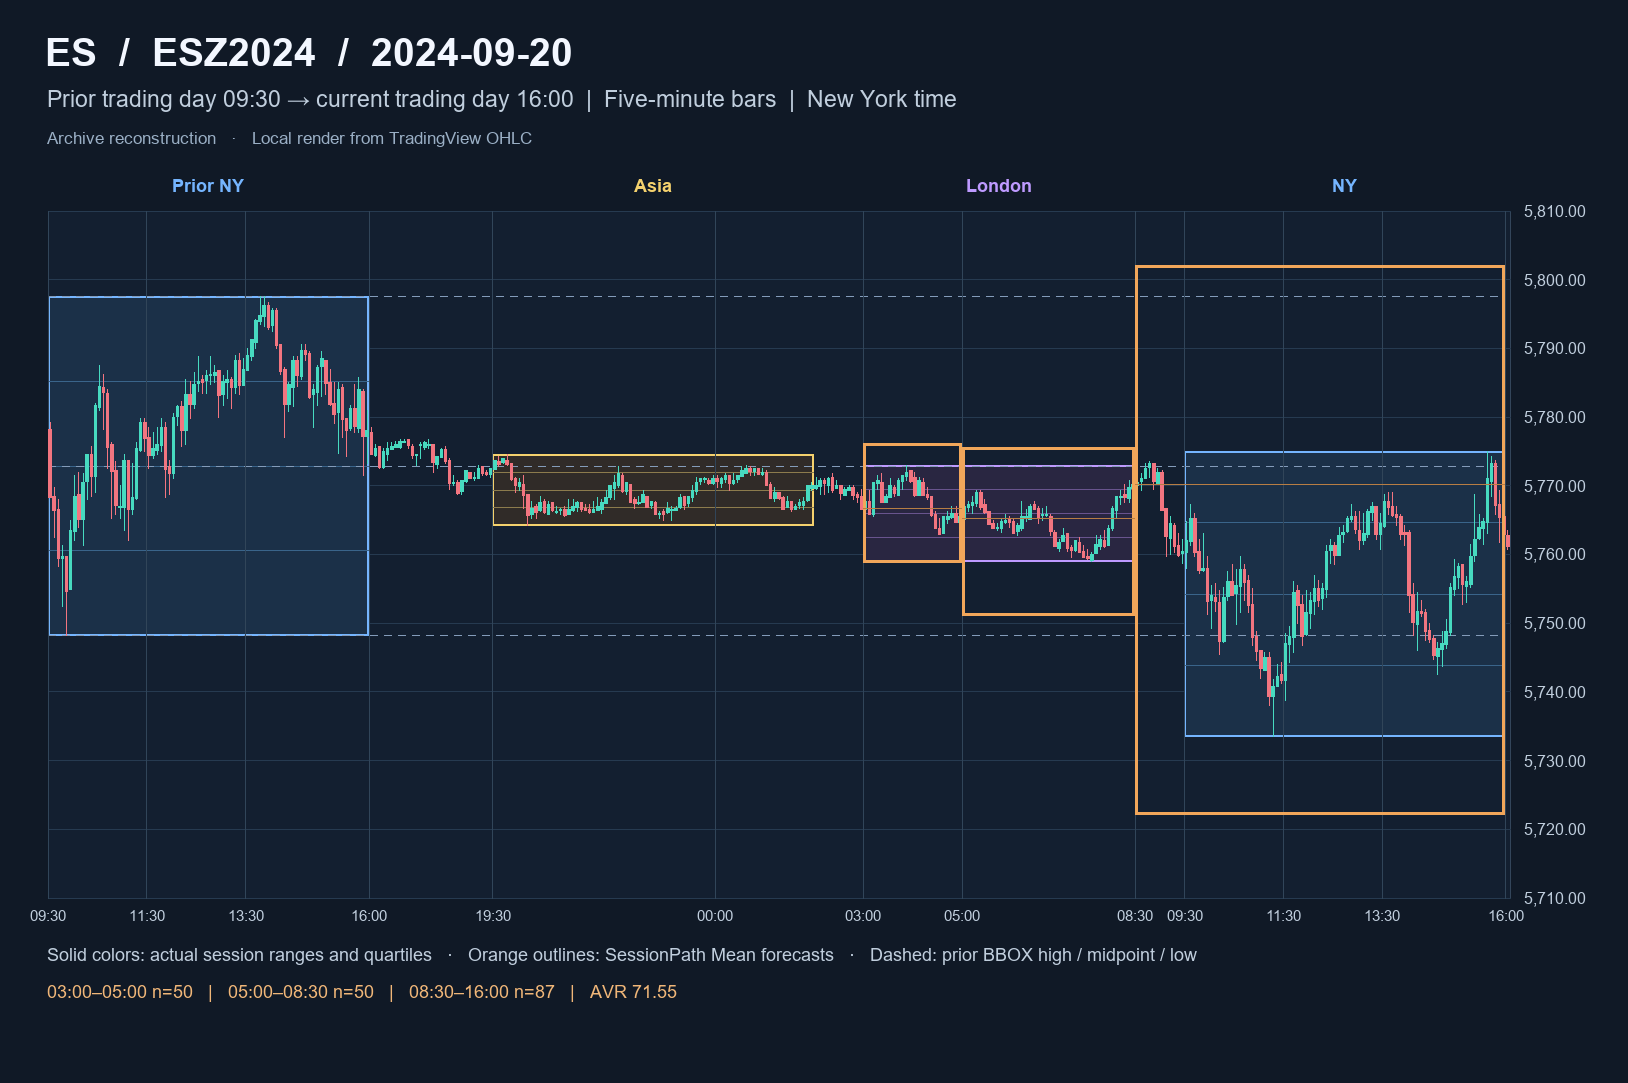 ES / ESZ2024 / 2024-09-20
Prior trading day 09:30 → current trading day 16:00 | Five-minute bars | New York time
Archive reconstruction · Local render from TradingView OHLC
Prior NY Asia London NY
5,810.00
5,800.00
5,790.00
5,780.00
5,770.00
5,760.00
5,750.00
5,740.00
5,730.00
5,720.00
5,710.00
09:30 11:30 13:30 16:00 19:30 00:00 03:00 05:00 08:30 09:30 11:30 13:30 16:00
Solid colors: actual session ranges and quartiles · Orange outlines: SessionPath Mean forecasts · Dashed: prior BBOX high / midpoint / low
03:00–05:00 n=50 | 05:00–08:30 n=50 | 08:30–16:00 n=87 | AVR 71.55